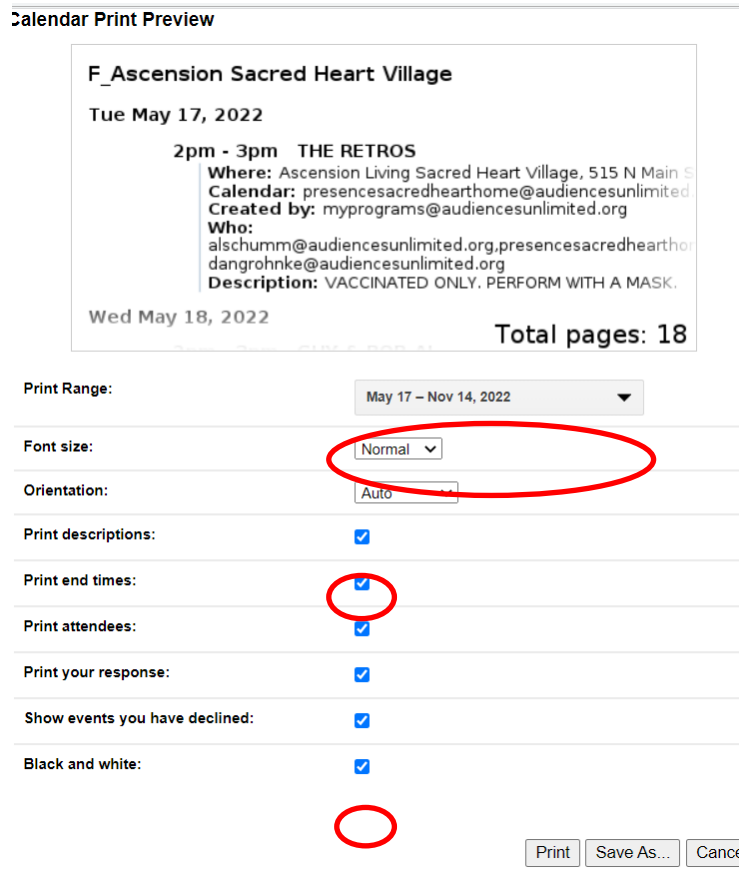 Calendar Print Preview
F_Ascension Sacred Heart Village
Tue May 17, 2022
2pm - 3pm THE RETROS
Where: Ascension Living Sacred Heart Village, 515 N Main S
Calendar: presencesacredhearthome@audiencesunlimited.
Created by: myprograms@audiencesunlimited.org
Who:
alschumm@audiencesunlimited.org,presencesacredhearthor
dangrohnke@audiencesunlimited.org
Description: VACCINATED ONLY. PERFORM WITH A MASK.
Wed May 18, 2022
Total pages: 18
Print Range:
May 17 – Nov 14, 2022
Font size:
Normal
Orientation:
Auto
Print descriptions:
Print end times:
Print attendees:
Print your response:
Show events you have declined:
Black and white:
Print
Save As...
Cance